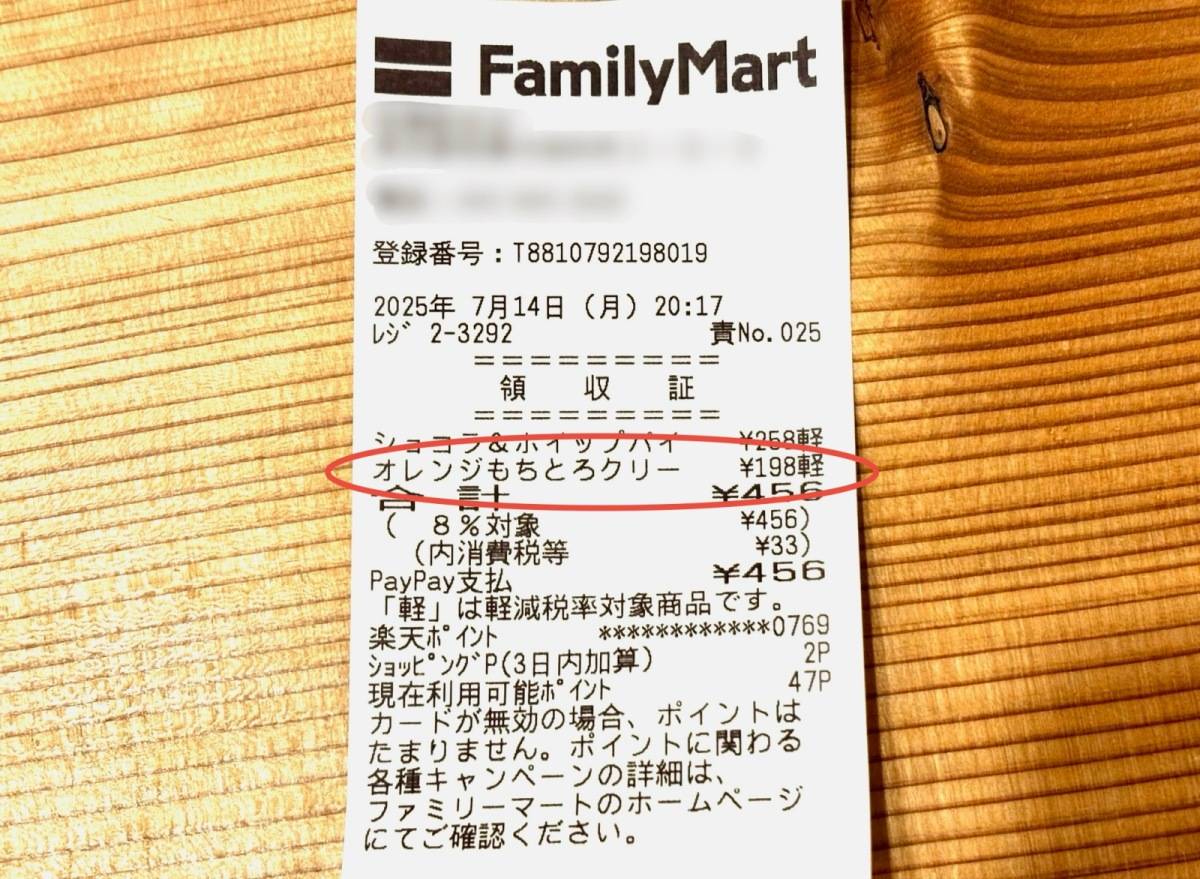 FamilyMart
登録番号：T8810792198019
2025年 7月14日（月）20:17
ﾚｼﾞ 2-3292 責No.025
=========
領 収 証
=========
ショコラ&ホイップパイ ¥258軽
オレンジもちとろクリー ¥198軽
合 計 ¥456
（ 8％対象 ¥456）
（内消費税等 ¥33）
PayPay支払 ¥456
「軽」は軽減税率対象商品です。
楽天ﾎﾟｲﾝﾄ ************0769
ｼｮｯﾋﾟﾝｸﾞP(3日内加算) 2P
現在利用可能ﾎﾟｲﾝﾄ 47P
カードが無効の場合、ポイントは
たまりません。ポイントに関わる
各種キャンペーンの詳細は、
ファミリーマートのホームページ
にてご確認ください。